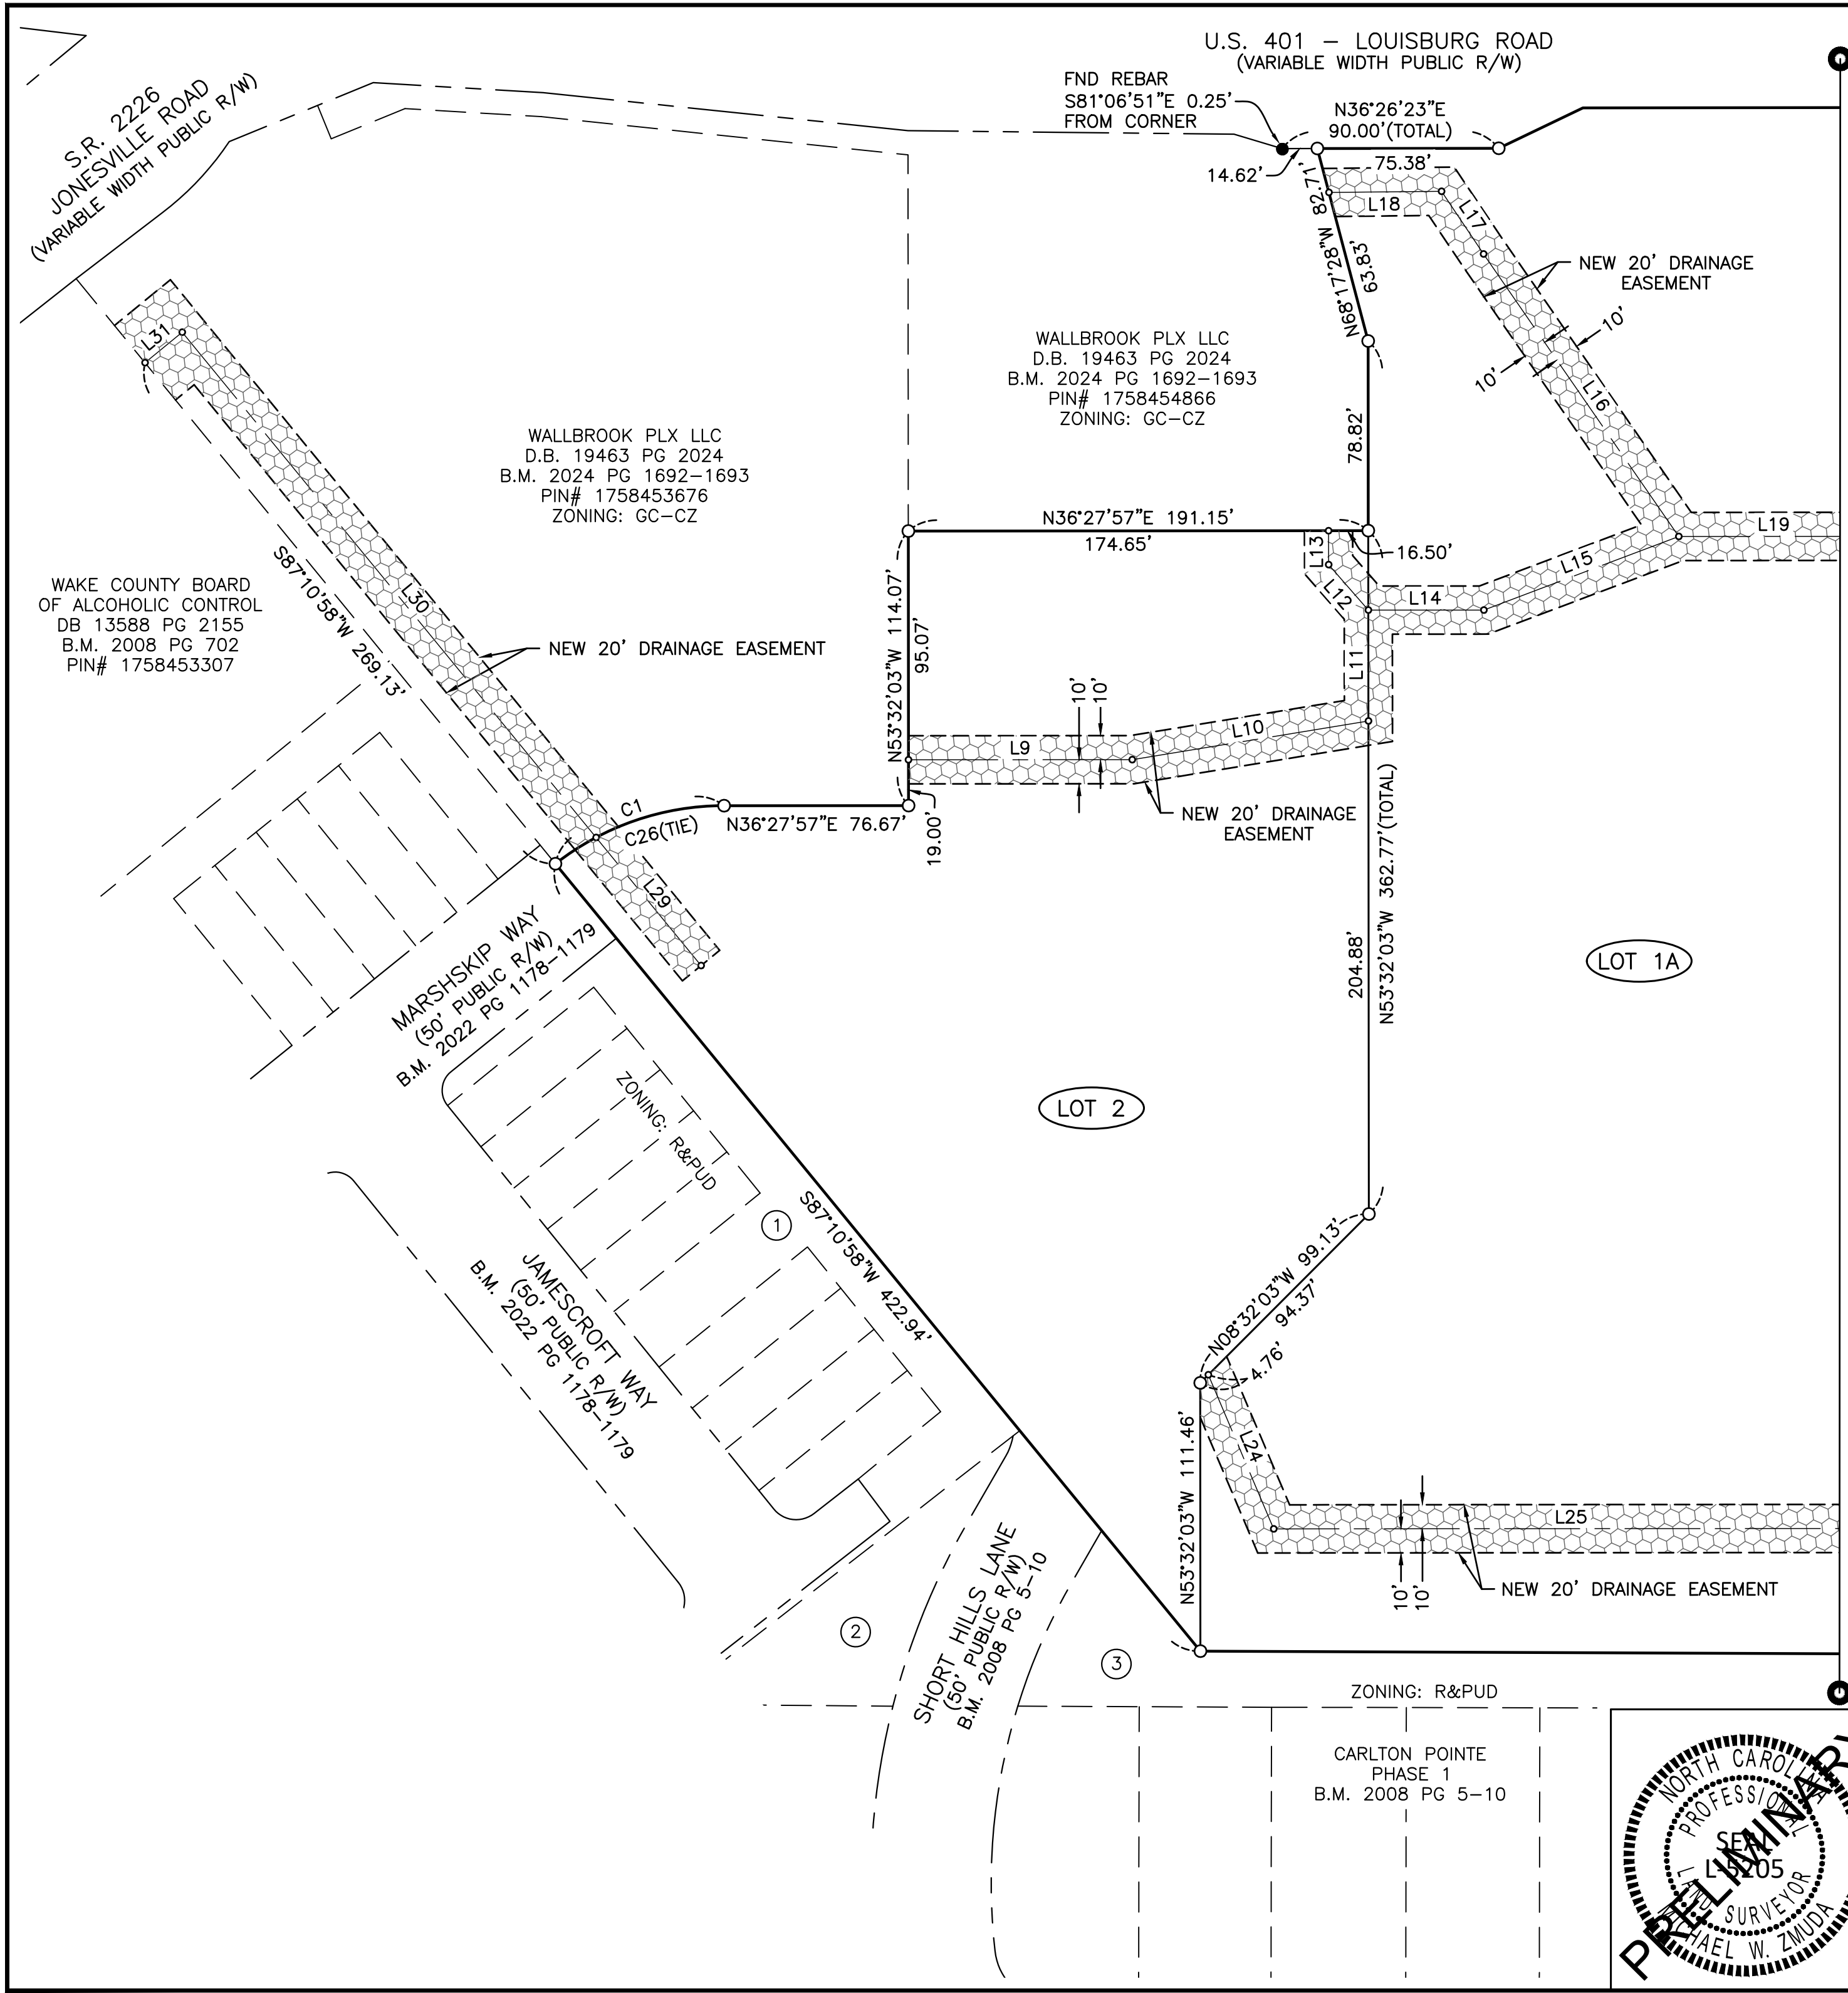 U.S. 401 – LOUISBURG ROAD
(VARIABLE WIDTH PUBLIC R/W)
S.R. 2226
JONESVILLE ROAD
(VARIABLE WIDTH PUBLIC R/W)
FND REBAR
S81°06'51"E 0.25'
FROM CORNER
N36°26'23"E
90.00'(TOTAL)
14.62'
75.38'
L18
L17
N68°17'28"W 82.71'
63.83'
NEW 20' DRAINAGE
EASEMENT
10'
10'
L16
L31
WALLBROOK PLX LLC
D.B. 19463 PG 2024
B.M. 2024 PG 1692–1693
PIN# 1758454866
ZONING: GC–CZ
78.82'
WALLBROOK PLX LLC
D.B. 19463 PG 2024
B.M. 2024 PG 1692–1693
PIN# 1758453676
ZONING: GC–CZ
N36°27'57"E 191.15'
174.65'
16.50'
L19
L13
L12
L14
L15
WAKE COUNTY BOARD
OF ALCOHOLIC CONTROL
DB 13588 PG 2155
B.M. 2008 PG 702
PIN# 1758453307
S87°10'58"W 269.13'
L30
NEW 20' DRAINAGE EASEMENT
N53°32'03"W 114.07'
95.07'
10'
10'
L11
L9
L10
C1
C26(TIE)
N36°27'57"E 76.67'
19.00'
NEW 20' DRAINAGE
EASEMENT
L29
N53°32'03"W 362.77'(TOTAL)
204.88'
LOT 1A
MARSHSKIP WAY
(50' PUBLIC R/W)
B.M. 2022 PG 1178–1179
LOT 2
ZONING: R&PUD
1
S87°10'58"W 422.94'
JAMESCROFT WAY
(50' PUBLIC R/W)
B.M. 2022 PG 1178–1179
N08°32'03"W 99.13'
94.37'
4.76'
N53°32'03"W 111.46'
L24
L25
10'
10'
NEW 20' DRAINAGE EASEMENT
2
SHORT HILLS LANE
(50' PUBLIC R/W)
B.M. 2008 PG 5–10
3
ZONING: R&PUD
CARLTON POINTE
PHASE 1
B.M. 2008 PG 5–10
NORTH CAROLINA
PROFESSIONAL
SEAL
L-5205
LAND SURVEYOR
MICHAEL W. ZMUDA
PRELIMINARY